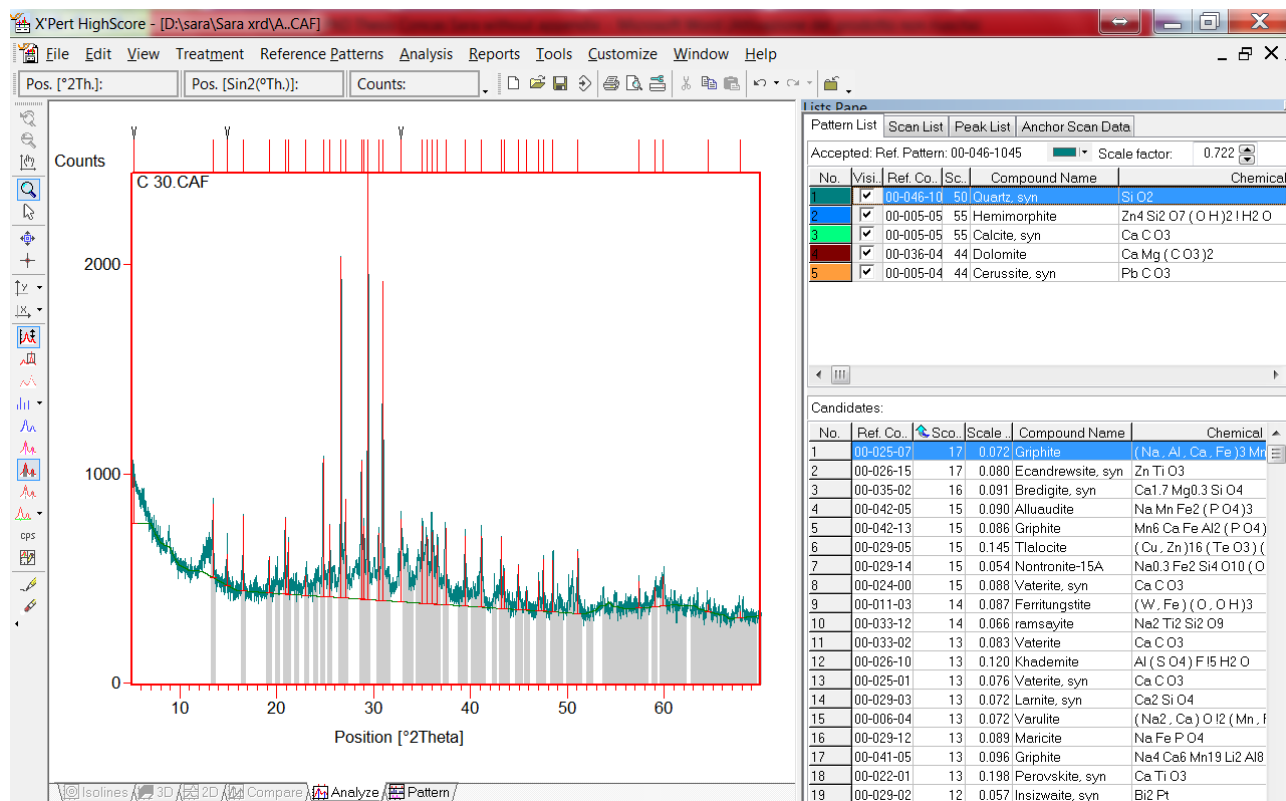 X'Pert HighScore - [D:\sara\Sara xrd\A..CAF]
File Edit View Treatment Reference Patterns Analysis Reports Tools Customize Window Help
Pos. [°2Th.]: Pos. [Sin2(°Th.)]: Counts:
Lists Pane
Pattern List Scan List Peak List Anchor Scan Data
Accepted: Ref. Pattern: 00-046-1045 Scale factor: 0.722
No. Visi.. Ref. Co.. Sc.. Compound Name Chemical
1 00-046-10 50 Quartz, syn Si O2
2 00-005-05 55 Hemimorphite Zn4 Si2 O7 ( O H )2 ! H2 O
3 00-005-05 55 Calcite, syn Ca C O3
4 00-036-04 44 Dolomite Ca Mg ( C O3 )2
5 00-005-04 44 Cerussite, syn Pb C O3
Counts
C 30.CAF
2000
1000
0
10 20 30 40 50 60
Position [°2Theta]
cps
Candidates:
No. Ref. Co.. Sco.. Scale .. Compound Name Chemical
1 00-025-07 17 0.072 Griphite ( Na , Al , Ca , Fe )3 Mn
2 00-026-15 17 0.080 Ecandrewsite, syn Zn Ti O3
3 00-035-02 16 0.091 Bredigite, syn Ca1.7 Mg0.3 Si O4
4 00-042-05 15 0.090 Alluaudite Na Mn Fe2 ( P O4 )3
5 00-042-13 15 0.086 Griphite Mn6 Ca Fe Al2 ( P O4 )
6 00-029-05 15 0.145 Tlalocite ( Cu , Zn )16 ( Te O3 ) (
7 00-029-14 15 0.054 Nontronite-15A Na0.3 Fe2 Si4 O10 ( O
8 00-024-00 15 0.088 Vaterite, syn Ca C O3
9 00-011-03 14 0.087 Ferritungstite ( W , Fe ) ( O , O H )3
10 00-033-12 14 0.066 ramsayite Na2 Ti2 Si2 O9
11 00-033-02 13 0.083 Vaterite Ca C O3
12 00-026-10 13 0.120 Khademite Al ( S O4 ) F !5 H2 O
13 00-025-01 13 0.076 Vaterite, syn Ca C O3
14 00-029-03 13 0.072 Larnite, syn Ca2 Si O4
15 00-006-04 13 0.072 Varulite ( Na2 , Ca ) O !2 ( Mn , F
16 00-029-12 13 0.089 Maricite Na Fe P O4
17 00-041-05 13 0.096 Griphite Na4 Ca6 Mn19 Li2 Al8
18 00-022-01 13 0.198 Perovskite, syn Ca Ti O3
19 00-029-02 12 0.057 Insizwaite, syn Bi2 Pt
Isolines 3D 2D Compare Analyze Pattern